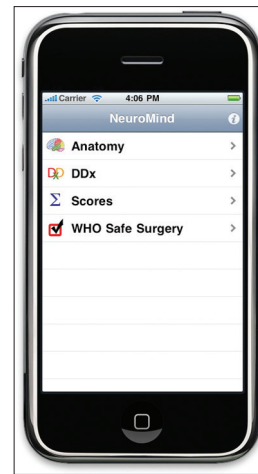 Carrier 4:06 PM
NeuroMind
Anatomy
DDx
Scores
WHO Safe Surgery